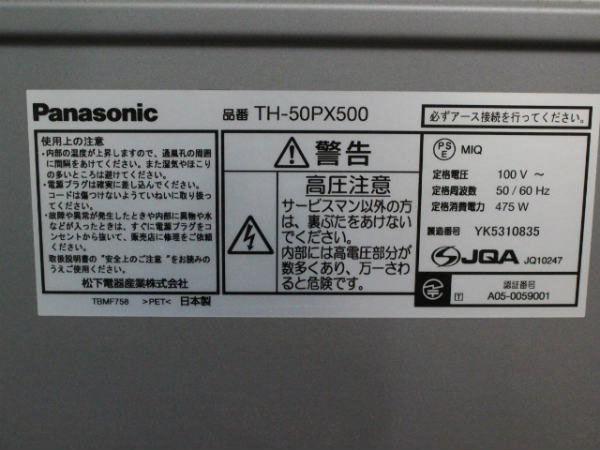 Panasonic 品番 TH-50PX500 必ずアース接続を行ってください。
使用上の注意
・内部の温度が上昇しますので、通風孔の周囲
に間隔をあけてください。また湿気やほこり
の多いところは避けてください。
・電源プラグは確実に差し込んでください。
コードは傷つけないようていねいに取り扱っ
てください。
・故障や異常が発生したときや内部に異物や水
などが入ったときは、すぐに電源プラグをコ
ンセントから抜いて、販売店に修理をご依頼
ください。
取扱説明書の"安全上のご注意"をお読みの
うえご使用ください。
松下電器産業株式会社
TBMF758 >PET< 日本製
警告
高圧注意
サービスマン以外の方
は、裏ぶたをあけない
でください。
内部には高電圧部分が
数多くあり、万一さわ
ると危険です。
PS
E MIQ
定格電圧 100 V ～
定格周波数 50 / 60 Hz
定格消費電力 475 W
製造番号 YK5310835
JQA JQ10247
T 認証番号
A05-0059001